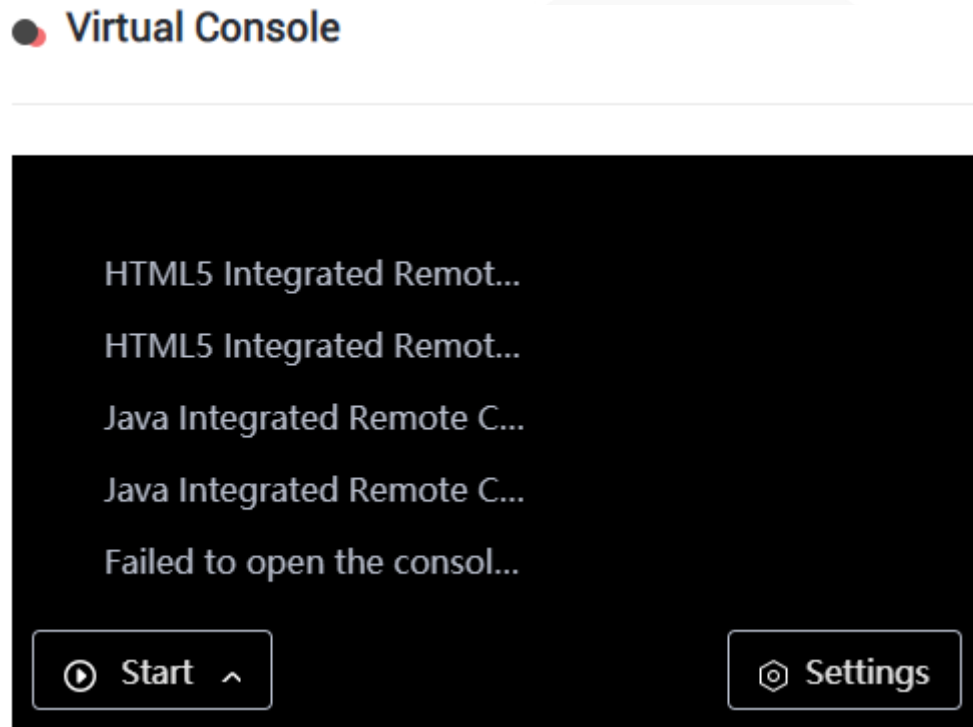 Virtual Console
HTML5 Integrated Remot...
HTML5 Integrated Remot...
Java Integrated Remote C...
Java Integrated Remote C...
Failed to open the consol...
Start
Settings